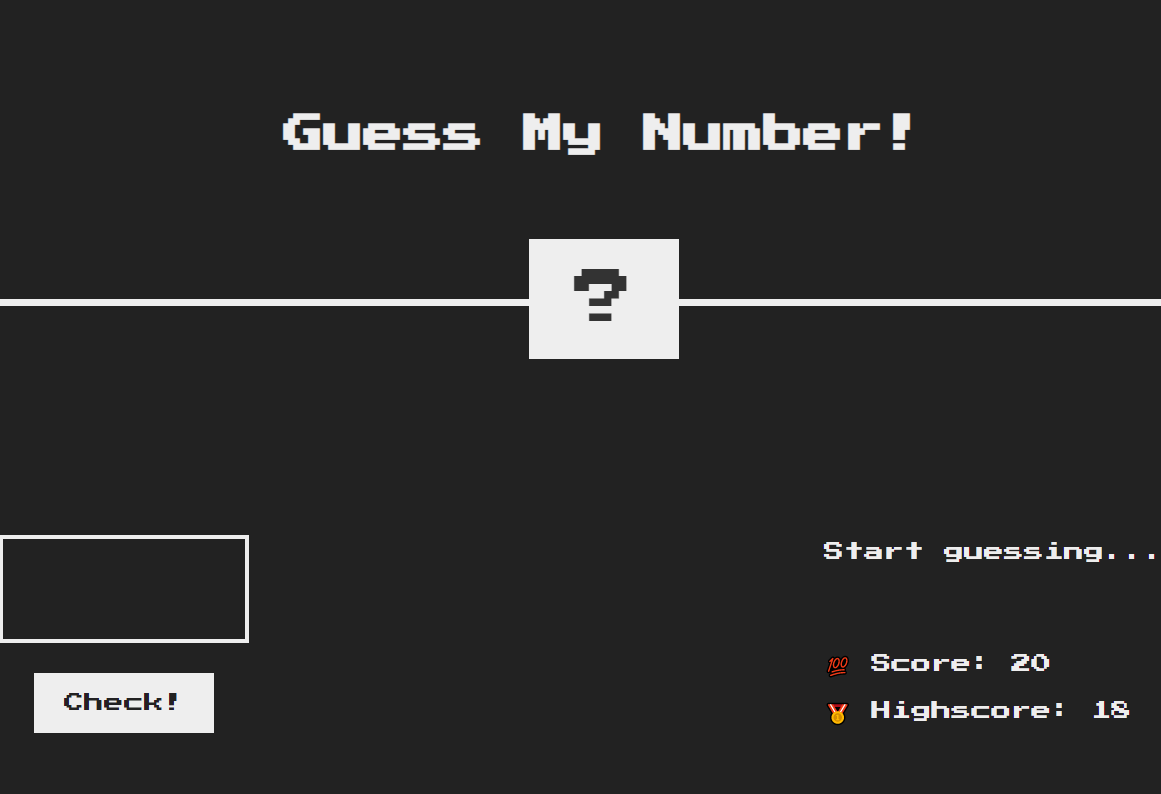 Guess My Number!
?
Start guessing...
Check!
💯 Score: 20
🥇 Highscore: 18